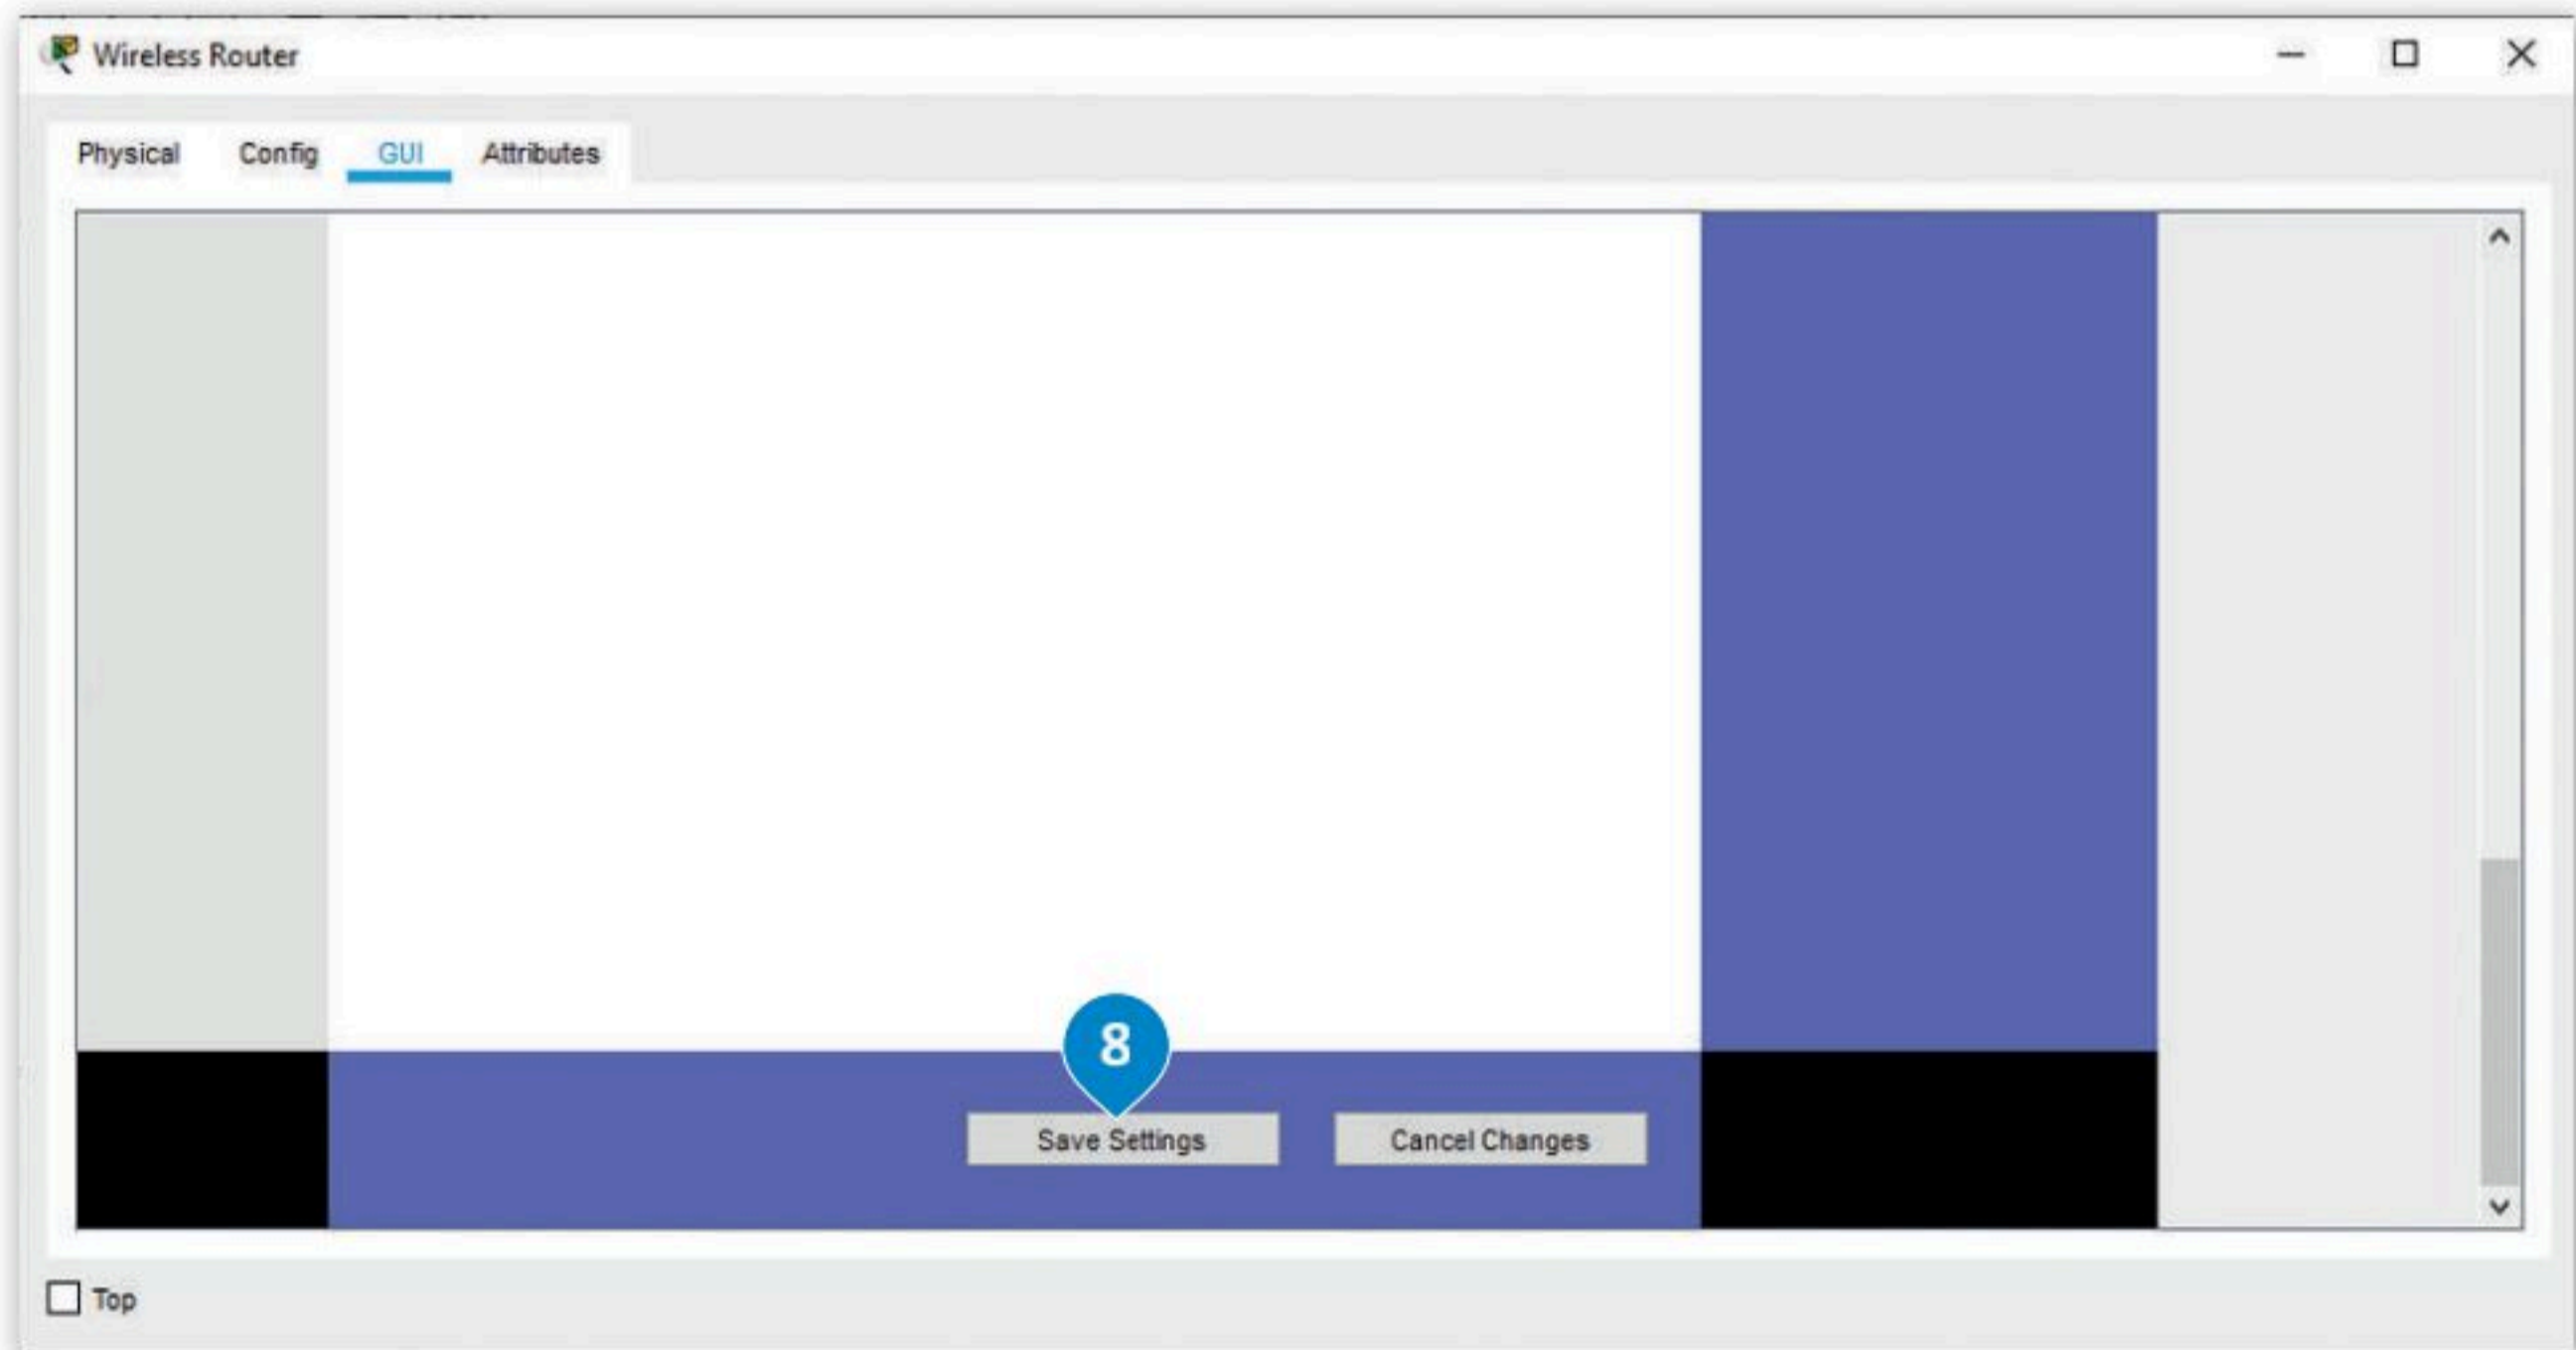 Wireless Router
Physical Config GUI Attributes
8
Save Settings Cancel Changes
Top